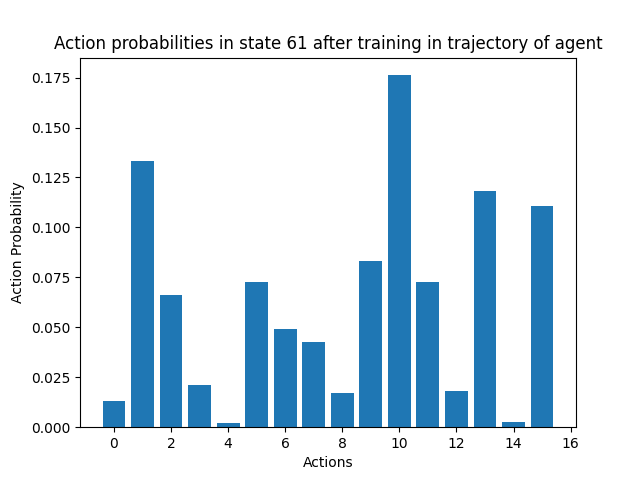 Action probabilities in state 61 after training in trajectory of agent
0.175
0.150
0.125
0.100
0.075
0.050
0.025
0.000
Action Probability
0 2 4 6 8 10 12 14 16
Actions